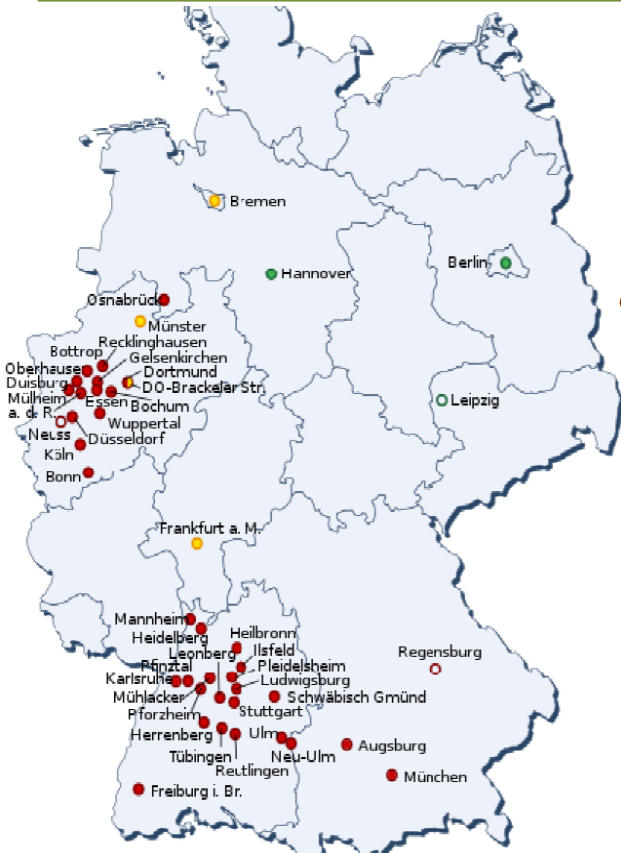 Bremen
Hannover
Berlin
Osnabrück
Münster
Recklinghausen
Bottrop
Gelsenkirchen
Oberhausen
Dortmund
Duisburg
DO-Brackeler Str.
Mülheim
a. d. R.
Essen
Bochum
Leipzig
Wuppertal
Neuss
Düsseldorf
Köln
Bonn
Frankfurt a. M.
Mannheim
Heidelberg
Heilbronn
Leonberg
Ilsfeld
Pfinztal
Pleidelsheim
Regensburg
Karlsruhe
Ludwigsburg
Mühlacker
Schwäbisch Gmünd
Pforzheim
Stuttgart
Herrenberg
Ulm
Tübingen
Neu-Ulm
Augsburg
Reutlingen
München
Freiburg i. Br.